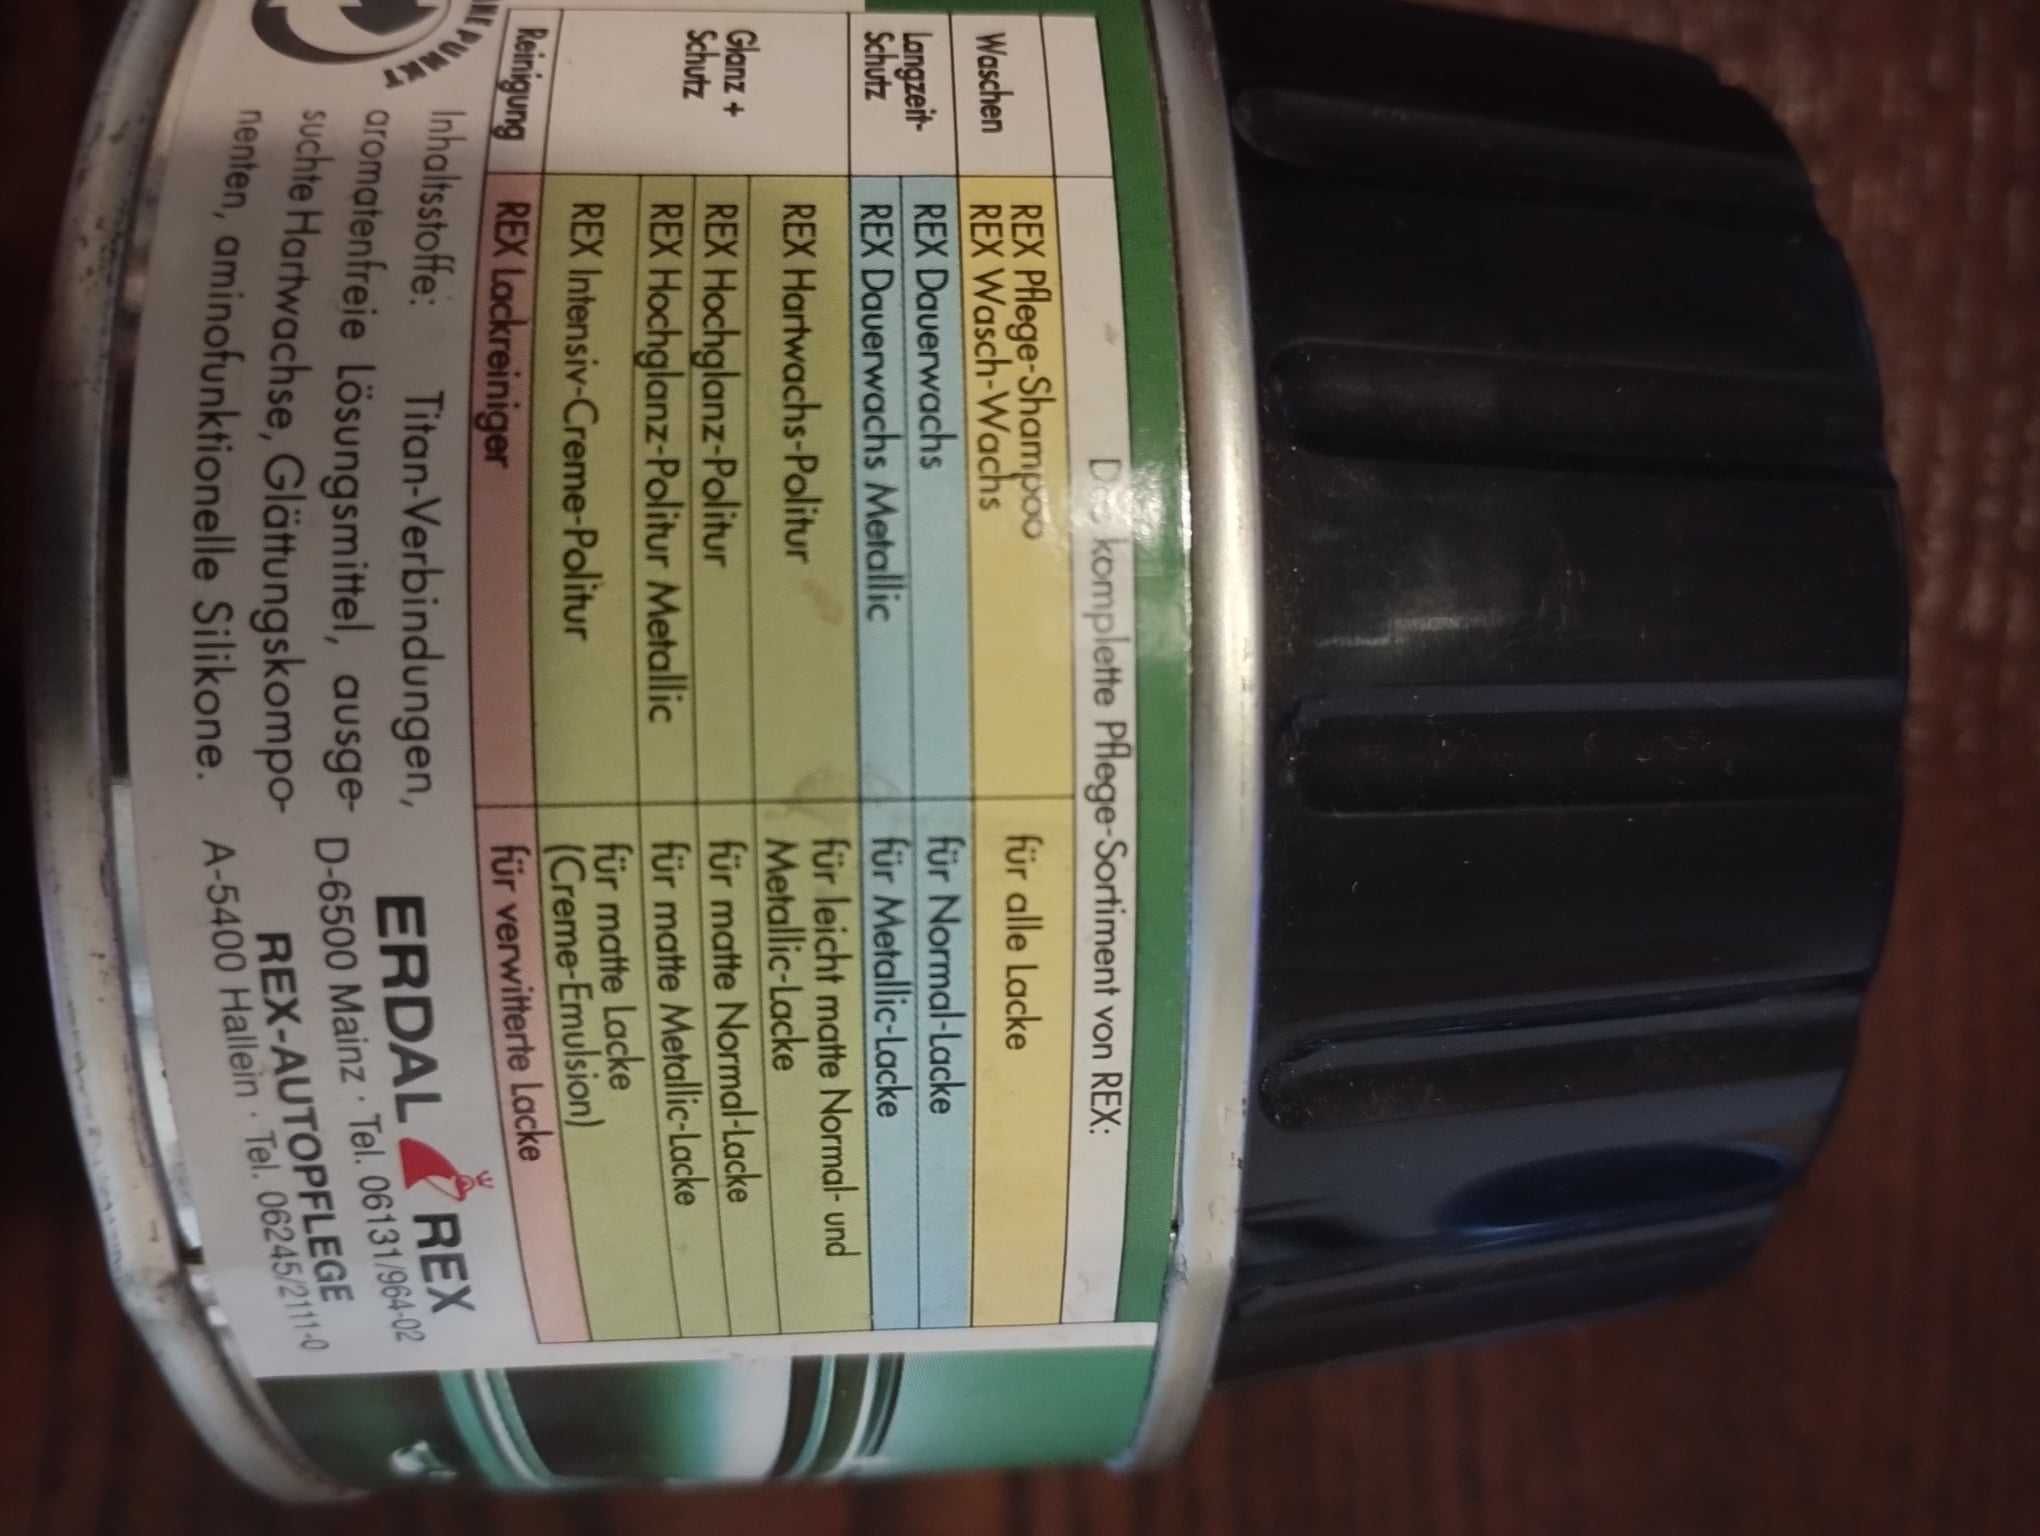 Das komplette Pflege-Sortiment von REX:
Waschen
REX Pflege-Shampoo
REX Wasch-Wachs
für alle Lacke
Langzeit-
Schutz
REX Dauerwachs
für Normal-Lacke
REX Dauerwachs Metallic
für Metallic-Lacke
Glanz +
Schutz
REX Hartwachs-Politur
für leicht matte Normal- und
Metallic-Lacke
REX Hochglanz-Politur
für matte Normal-Lacke
REX Hochglanz-Politur Metallic
für matte Metallic-Lacke
REX Intensiv-Creme-Politur
für matte Lacke
(Creme-Emulsion)
Reinigung
REX Lackreiniger
für verwitterte Lacke
PUNKT
Inhaltsstoffe: Titan-Verbindungen,
aromatenfreie Lösungsmittel, ausge-
suchte Hartwachse, Glättungskompo-
nenten, aminofunktionelle Silikone.
ERDAL REX
D-6500 Mainz · Tel. 06131/964-02
REX-AUTOPFLEGE
A-5400 Hallein · Tel. 06245/2111-0